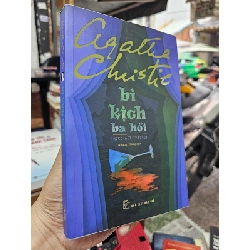 Agatha
Christie
bi kịch
ba hồi